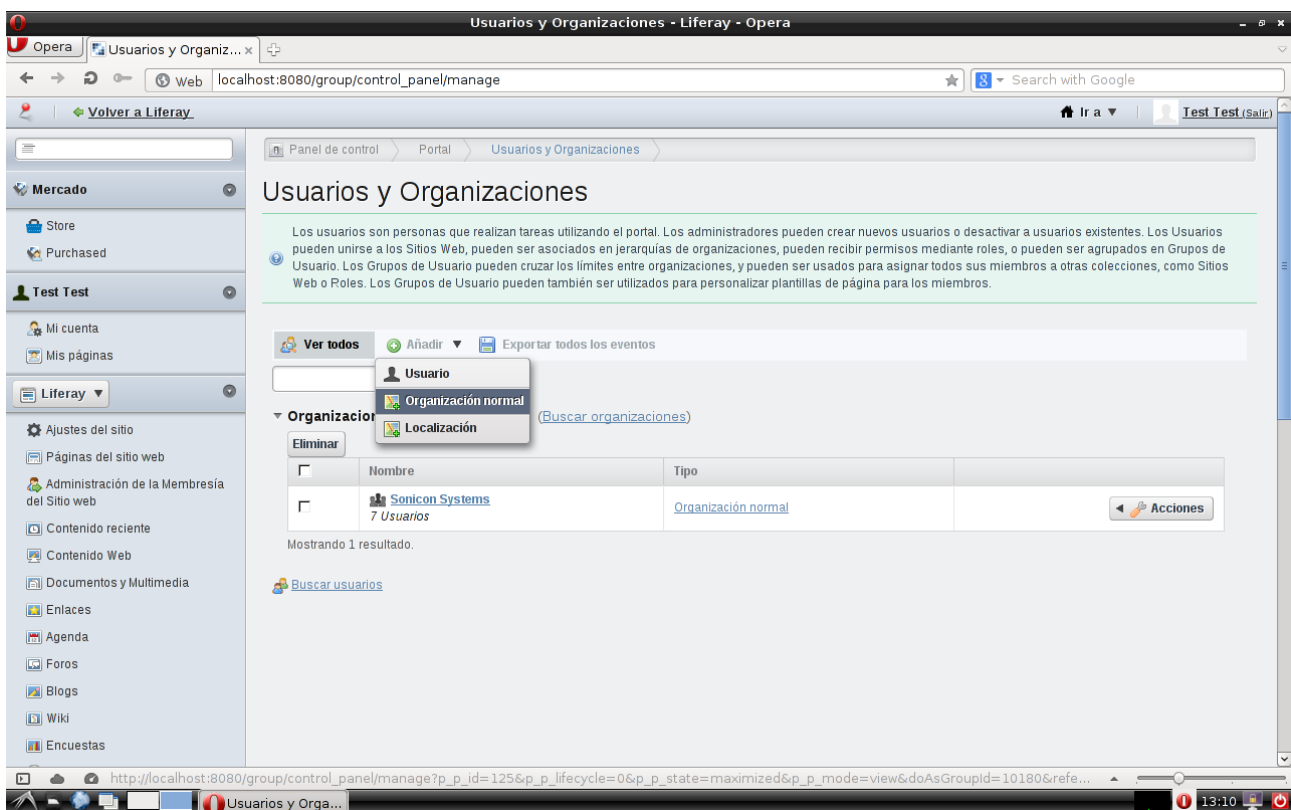 Usuarios y Organizaciones - Liferay - Opera
Opera
Usuarios y Organiz...
Web
localhost:8080/group/control_panel/manage
Search with Google
Volver a Liferay
Ir a
Test Test (Salir)
Panel de control
Portal
Usuarios y Organizaciones
Mercado
Store
Purchased
Test Test
Mi cuenta
Mis páginas
Liferay
Ajustes del sitio
Páginas del sitio web
Administración de la Membresía
del Sitio web
Contenido reciente
Contenido Web
Documentos y Multimedia
Enlaces
Agenda
Foros
Blogs
Wiki
Encuestas
Usuarios y Organizaciones
Los usuarios son personas que realizan tareas utilizando el portal. Los administradores pueden crear nuevos usuarios o desactivar a usuarios existentes. Los Usuarios
pueden unirse a los Sitios Web, pueden ser asociados en jerarquías de organizaciones, pueden recibir permisos mediante roles, o pueden ser agrupados en Grupos de
Usuario. Los Grupos de Usuario pueden cruzar los límites entre organizaciones, y pueden ser usados para asignar todos sus miembros a otras colecciones, como Sitios
Web o Roles. Los Grupos de Usuario pueden también ser utilizados para personalizar plantillas de página para los miembros.
Ver todos
Añadir
Exportar todos los eventos
Usuario
Organización normal
Localización
Organizacion
(Buscar organizaciones)
Eliminar
Nombre
Tipo
Sonicon Systems
7 Usuarios
Organización normal
Acciones
Mostrando 1 resultado.
Buscar usuarios
http://localhost:8080/group/control_panel/manage?p_p_id=125&p_p_lifecycle=0&p_p_state=maximized&p_p_mode=view&doAsGroupId=10180&refe...
Usuarios y Orga...
13:10